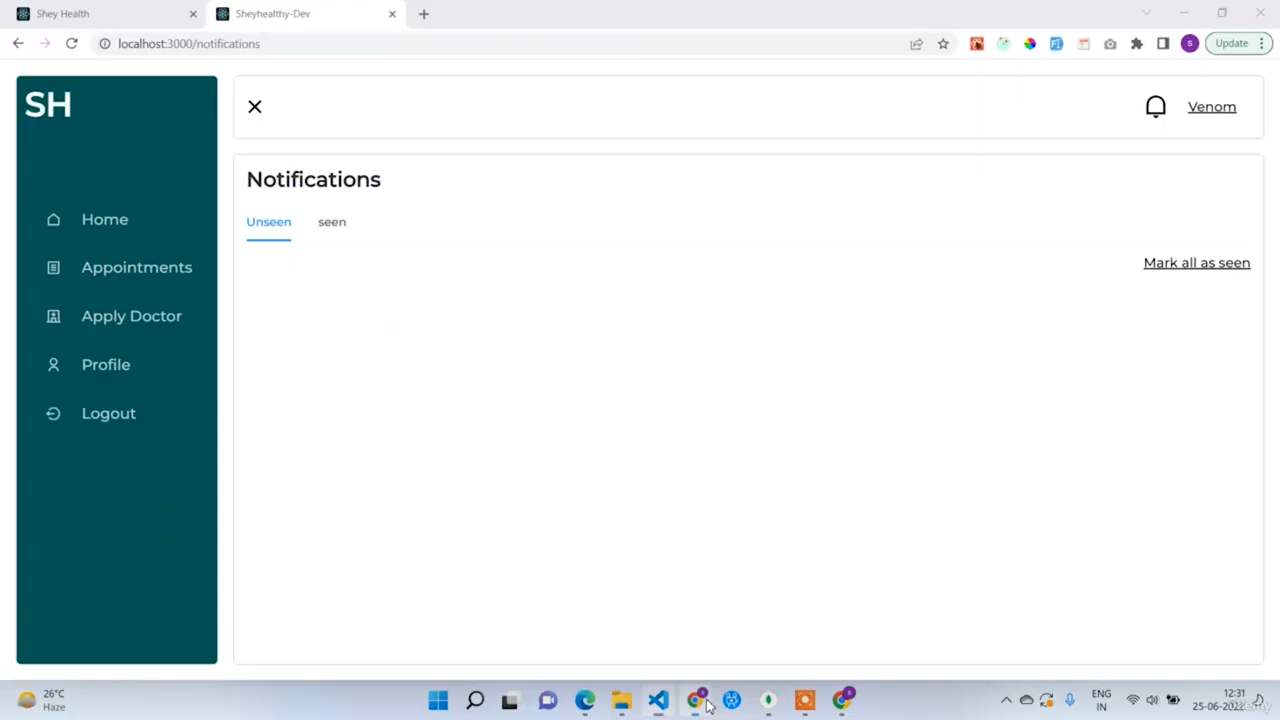 Shey Health
Sheyhealthy-Dev
localhost:3000/notifications
Update
SH
Venom
Notifications
Home
Unseen
seen
Appointments
Mark all as seen
Apply Doctor
Profile
Logout
26°C
Haze
ENG
IN
12:31
25-06-2022